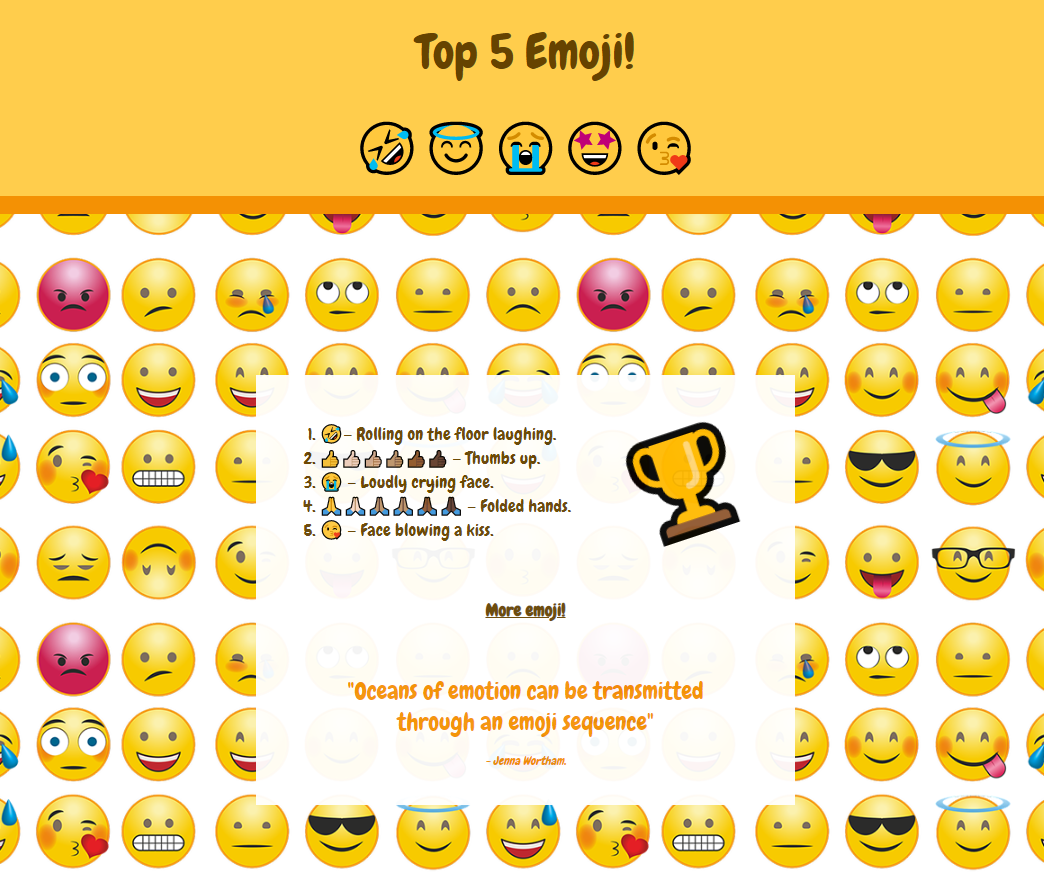 Top 5 Emoji!
🤣 😇 😭 🤩 😘
1. 🤣 – Rolling on the floor laughing.
2. 👍👍🏻👍🏼👍🏽👍🏾👍🏿 – Thumbs up.
3. 😭 – Loudly crying face.
4. 🙏🙏🏻🙏🏼🙏🏽🙏🏾🙏🏿 – Folded hands.
5. 😘 – Face blowing a kiss.
More emoji!
"Oceans of emotion can be transmitted
through an emoji sequence"
– Jenna Wortham.